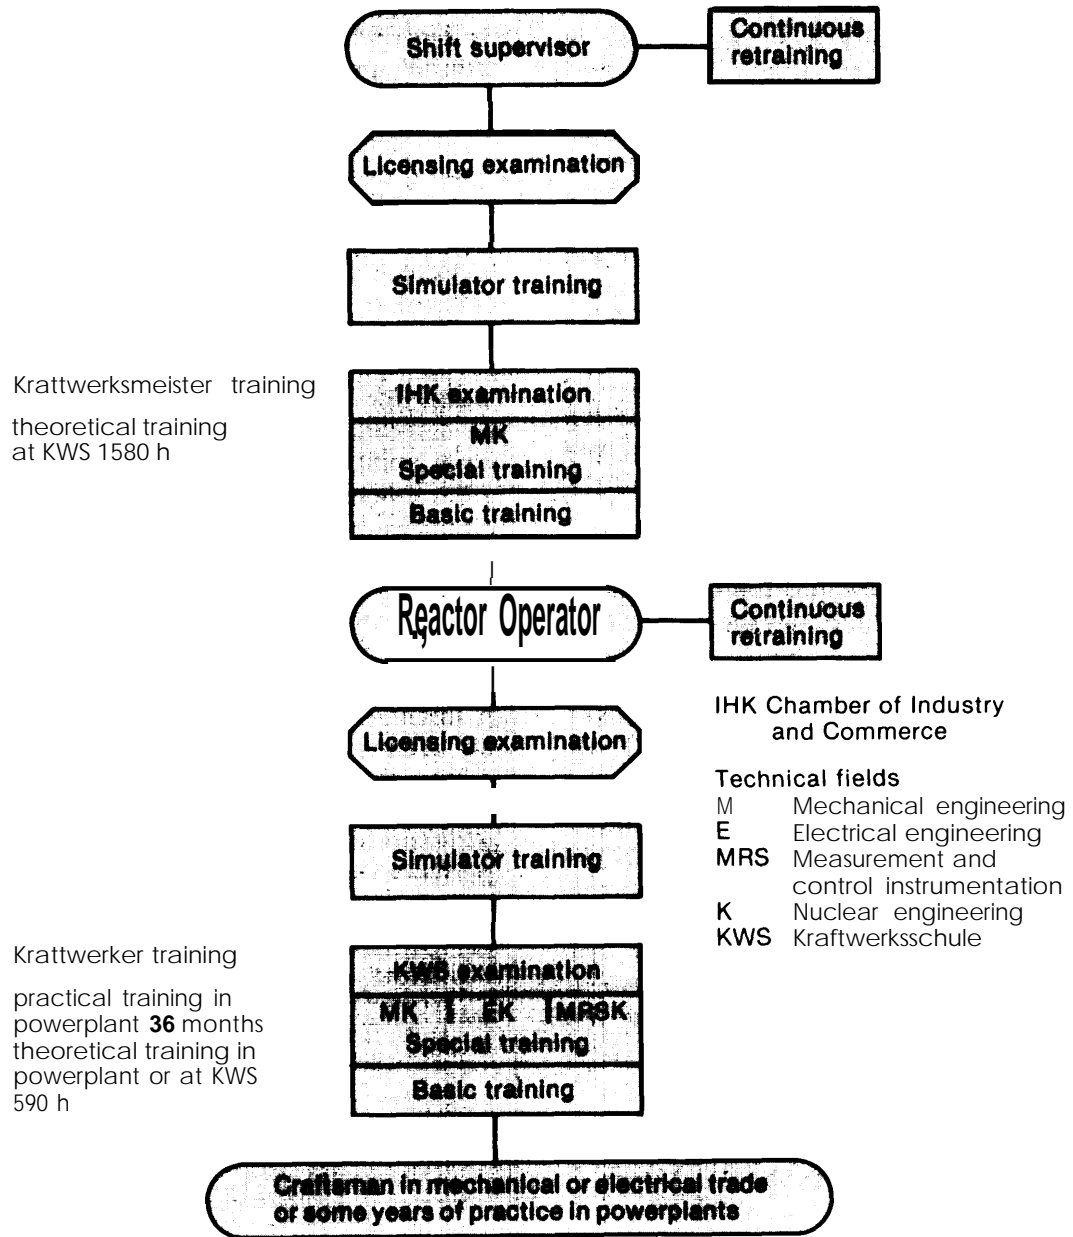 Shift supervisor
Continuous
retraining
Licensing examination
Simulator training
Krattwerksmeister training
theoretical training
at KWS 1580 h
IHK examination
MK
Special training
Basic training
Reactor Operator
Continuous
retraining
IHK Chamber of Industry
and Commerce
Licensing examination
Technical fields
M Mechanical engineering
E Electrical engineering
MRS Measurement and
control instrumentation
K Nuclear engineering
KWS Kraftwerksschule
Simulator training
Krattwerker training
practical training in
powerplant 36 months
theoretical training in
powerplant or at KWS
590 h
KWS examination
MK EK MRSK
Special training
Basic training
Craftsman in mechanical or electrical trade
or some years of practice in powerplants